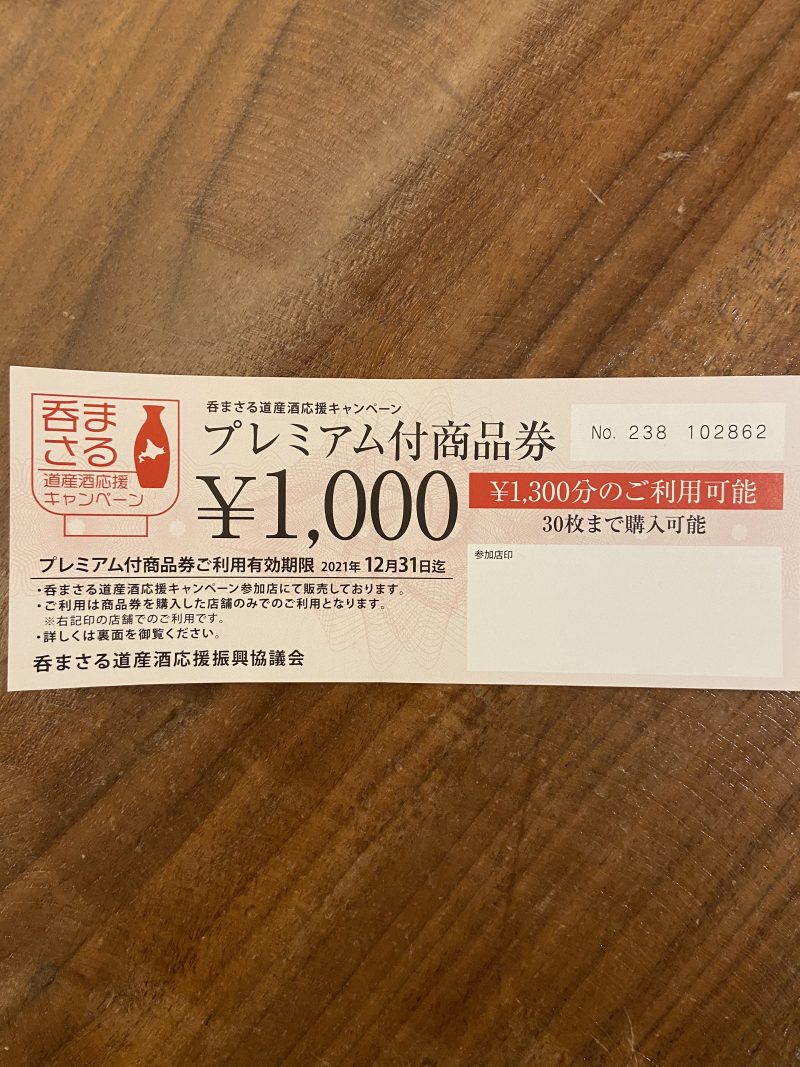 呑ま
さる
道産酒応援
キャンペーン
呑まさる道産酒応援キャンペーン
プレミアム付商品券
¥1,000
No. 238 102862
¥1,300分のご利用可能
30枚まで購入可能
参加店印
プレミアム付商品券ご利用有効期限 2021年 12月31日迄
・呑まさる道産酒応援キャンペーン参加店にて販売しております。
・ご利用は商品券を購入した店舗のみでのご利用となります。
※右記印の店舗でのご利用です。
・詳しくは裏面を御覧ください。
呑まさる道産酒応援振興協議会